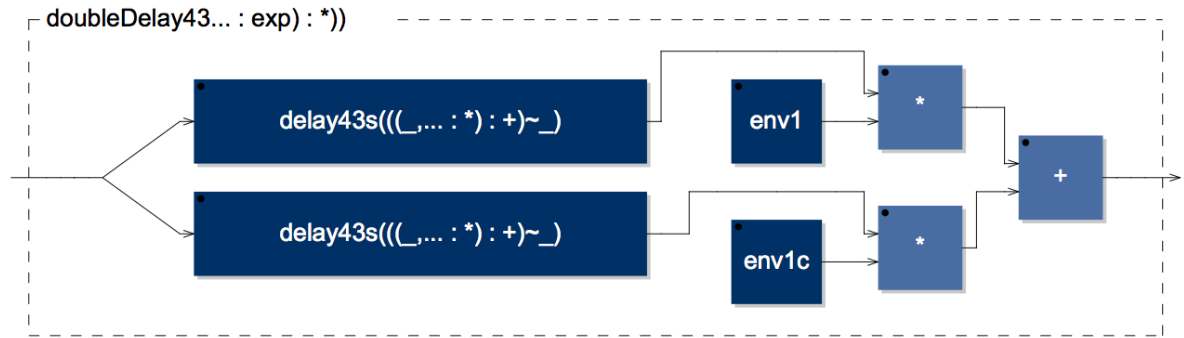 doubleDelay43... : exp) : *))
delay43s(((_,... : *) : +)~_)
env1
*
+
delay43s(((_,... : *) : +)~_)
env1c
*